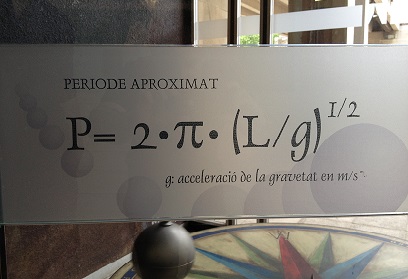 PERIODE APROXIMAT
P= 2•π•(L/g)^1/2
g: acceleració de la gravetat en m/s²